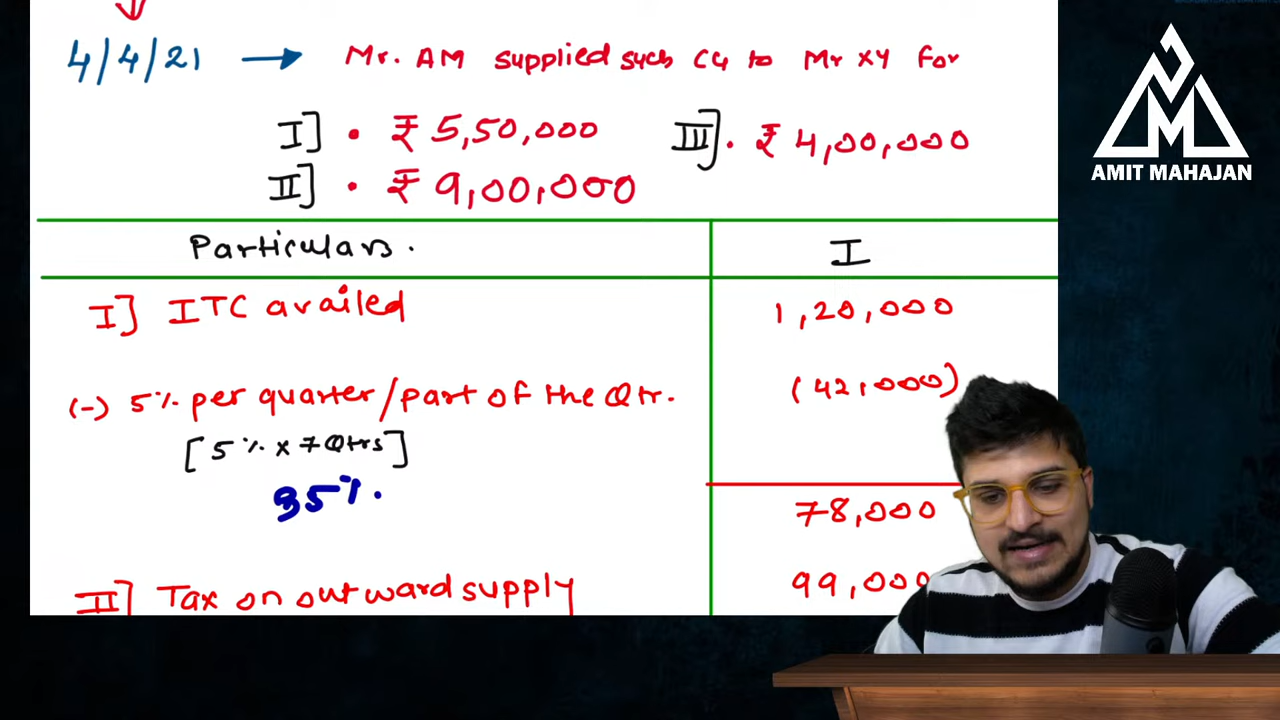 4/4/21 → Mr. AM supplied such CG to Mr XY for
I] • ₹ 5,50,000 III] • ₹ 4,00,000
II] • ₹ 9,00,000
AMIT MAHAJAN
Particulars. I
I] ITC availed 1,20,000
(-) 5% per quarter/part of the Qtr. (42,000)
[5% x 7 Qtrs]
35%.
78,000
II] Tax on outward supply 99,000